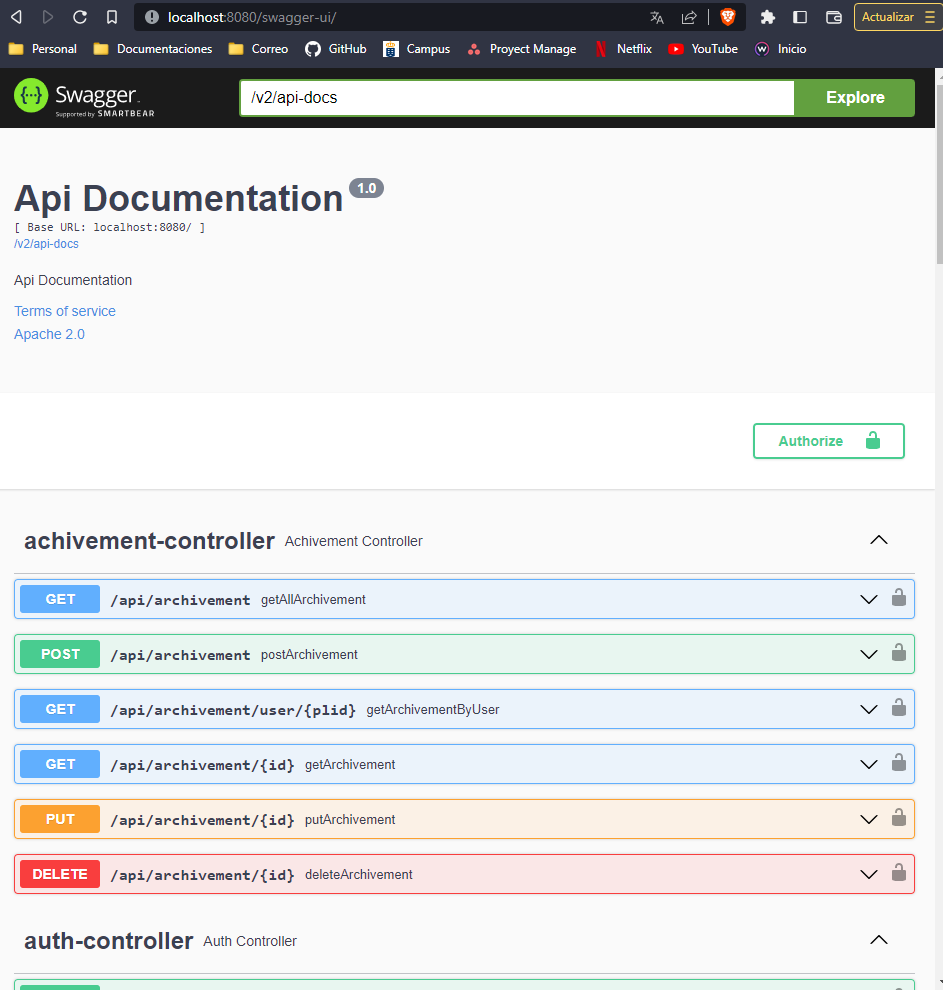 localhost:8080/swagger-ui/ Actualizar
Personal Documentaciones Correo GitHub Campus Proyect Manage Netflix YouTube Inicio
Swagger.
Supported by SMARTBEAR
/v2/api-docs Explore
Api Documentation 1.0
[ Base URL: localhost:8080/ ]
/v2/api-docs
Api Documentation
Terms of service
Apache 2.0
Authorize
achivement-controller Achivement Controller
GET /api/archivement getAllArchivement
POST /api/archivement postArchivement
GET /api/archivement/user/{plid} getArchivementByUser
GET /api/archivement/{id} getArchivement
PUT /api/archivement/{id} putArchivement
DELETE /api/archivement/{id} deleteArchivement
auth-controller Auth Controller